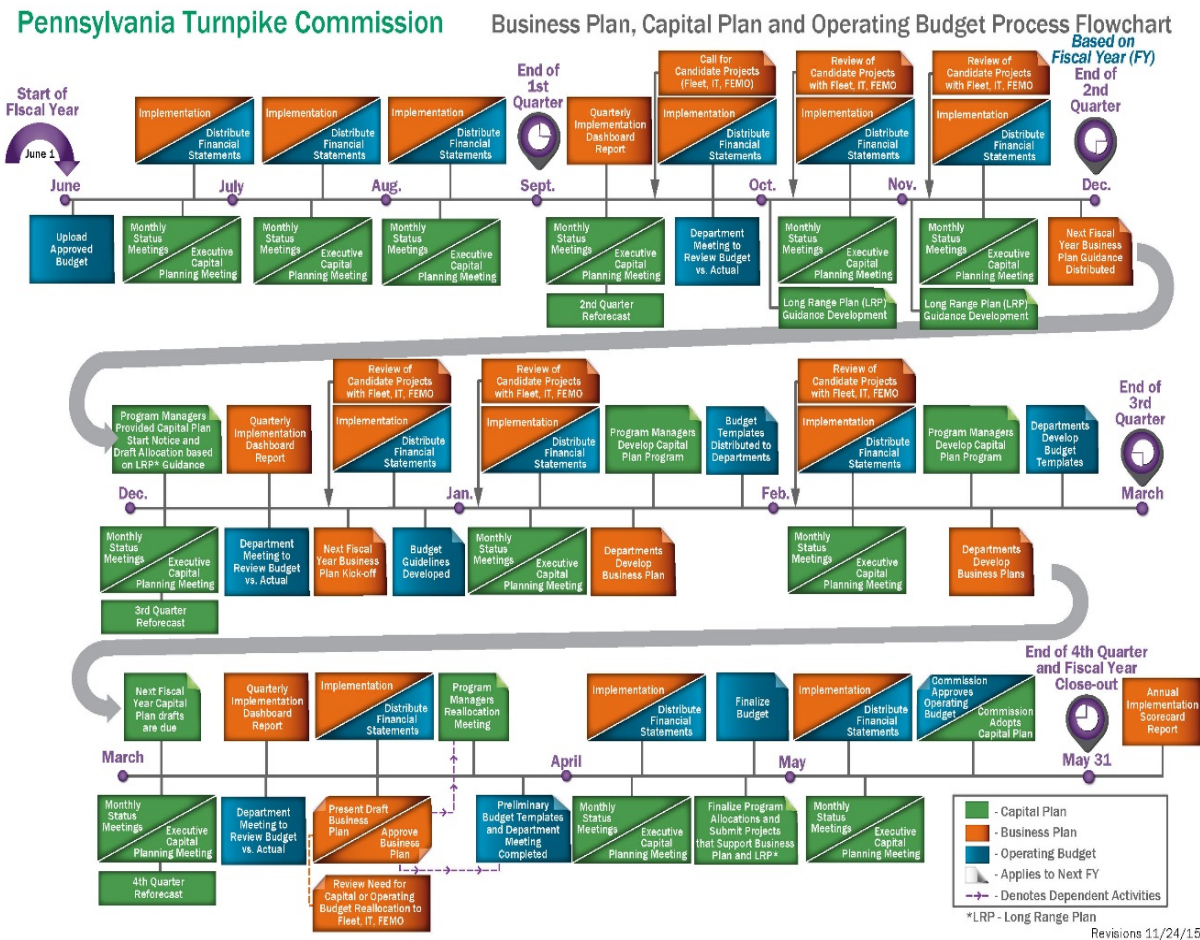 Pennsylvania Turnpike Commission
Business Plan, Capital Plan and Operating Budget Process Flowchart
Based on
Fiscal Year (FY)
Start of
Fiscal Year
June 1
Implementation
Distribute
Financial
Statements
Implementation
Distribute
Financial
Statements
Implementation
Distribute
Financial
Statements
End of
1st
Quarter
Quarterly
Implementation
Dashboard
Report
Call for
Candidate Projects
(Fleet, IT, FEMO)
Implementation
Distribute
Financial
Statements
Review of
Candidate Projects
with Fleet, IT, FEMO
Implementation
Distribute
Financial
Statements
Review of
Candidate Projects
with Fleet, IT, FEMO
Implementation
Distribute
Financial
Statements
End of
2nd
Quarter
June
July
Aug.
Sept.
Oct.
Nov.
Dec.
Upload
Approved
Budget
Monthly
Status
Meetings
Executive
Capital
Planning Meeting
Monthly
Status
Meetings
Executive
Capital
Planning Meeting
Monthly
Status
Meetings
Executive
Capital
Planning Meeting
Monthly
Status
Meetings
Executive
Capital
Planning Meeting
2nd Quarter
Reforecast
Department
Meeting to
Review Budget
vs. Actual
Monthly
Status
Meetings
Executive
Capital
Planning Meeting
Long Range Plan (LRP)
Guidance Development
Monthly
Status
Meetings
Executive
Capital
Planning Meeting
Long Range Plan (LRP)
Guidance Development
Next Fiscal
Year Business
Plan Guidance
Distributed
Program Managers
Provided Capital Plan
Start Notice and
Draft Allocation based
on LRP* Guidance
Quarterly
Implementation
Dashboard
Report
Review of
Candidate Projects
with Fleet, IT, FEMO
Implementation
Distribute
Financial
Statements
Review of
Candidate Projects
with Fleet, IT, FEMO
Implementation
Distribute
Financial
Statements
Program Managers
Develop Capital
Plan Program
Budget
Templates
Distributed to
Departments
Review of
Candidate Projects
with Fleet, IT, FEMO
Implementation
Distribute
Financial
Statements
Program Managers
Develop Capital
Plan Program
Departments
Develop
Budget
Templates
End of
3rd
Quarter
Dec.
Jan.
Feb.
March
Monthly
Status
Meetings
Executive
Capital
Planning Meeting
3rd Quarter
Reforecast
Department
Meeting to
Review Budget
vs. Actual
Next Fiscal
Year Business
Plan Kick-off
Budget
Guidelines
Developed
Monthly
Status
Meetings
Executive
Capital
Planning Meeting
Departments
Develop
Business Plan
Monthly
Status
Meetings
Executive
Capital
Planning Meeting
Departments
Develop
Business Plans
Next Fiscal
Year Capital
Plan drafts
are due
Quarterly
Implementation
Dashboard
Report
Implementation
Distribute
Financial
Statements
Program
Managers
Reallocation
Meeting
Implementation
Distribute
Financial
Statements
Finalize
Budget
Implementation
Distribute
Financial
Statements
Commission
Approves
Operating
Budget
Commission
Adopts
Capital Plan
End of 4th Quarter
and Fiscal Year
Close-out
Annual
Implementation
Scorecard
Report
March
April
May
May 31
Monthly
Status
Meetings
Executive
Capital
Planning Meeting
4th Quarter
Reforecast
Department
Meeting to
Review Budget
vs. Actual
Present Draft
Business
Plan
Approve
Business
Plan
Review Need for
Capital or Operating
Budget Reallocation to
Fleet, IT, FEMO
Preliminary
Budget Templates
and Department
Meeting
Completed
Monthly
Status
Meetings
Executive
Capital
Planning Meeting
Finalize Program
Allocations and
Submit Projects
that Support Business
Plan and LRP*
Monthly
Status
Meetings
Executive
Capital
Planning Meeting
- Capital Plan
- Business Plan
- Operating Budget
- Applies to Next FY
- Denotes Dependent Activities
*LRP - Long Range Plan
Revisions 11/24/15